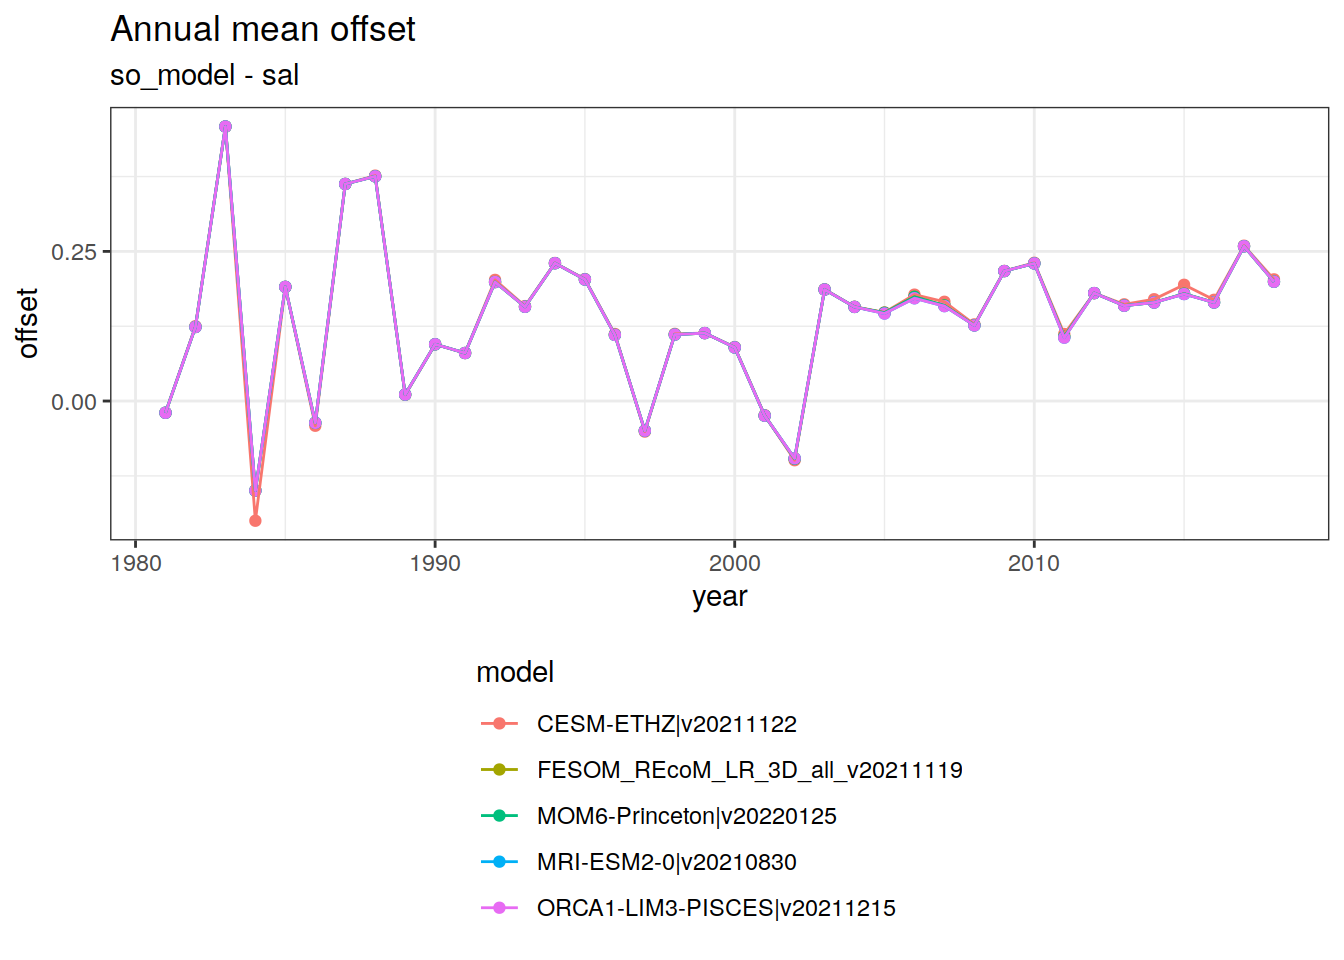 Annual mean offset
so_model - sal
offset
0.25
0.00
1980 1990 2000 2010
year
model
CESM-ETHZ|v20211122
FESOM_REcoM_LR_3D_all_v20211119
MOM6-Princeton|v20220125
MRI-ESM2-0|v20210830
ORCA1-LIM3-PISCES|v20211215